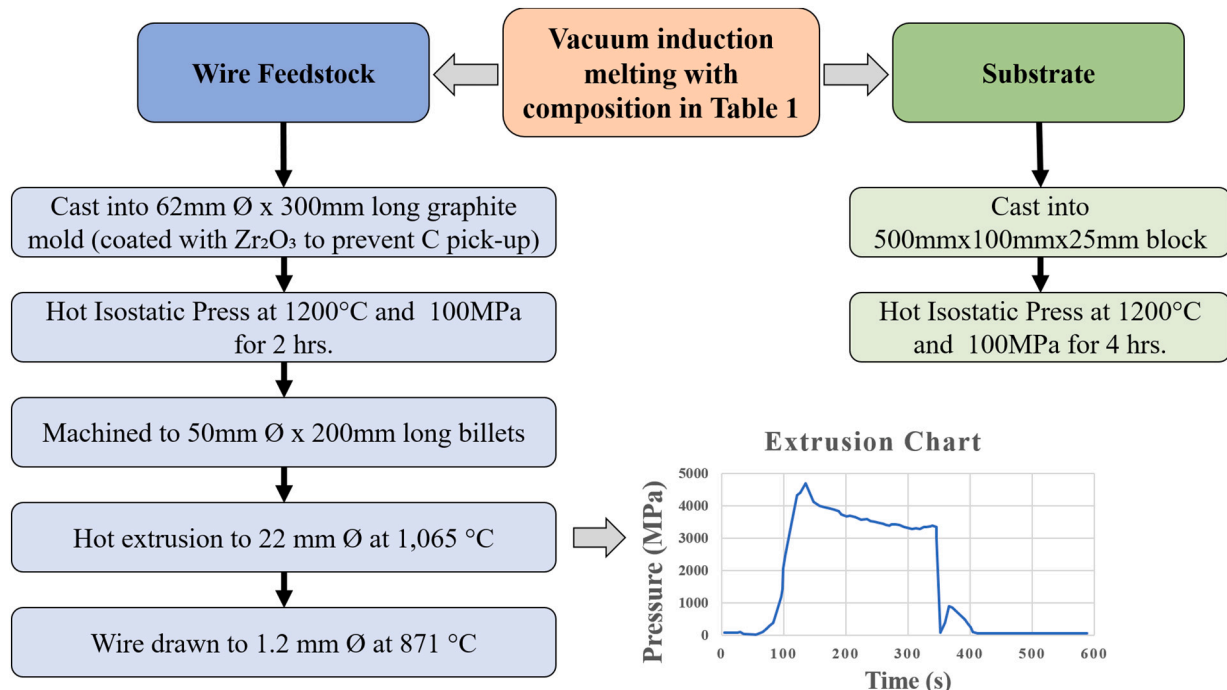 Wire Feedstock
Vacuum induction
melting with
composition in Table 1
Substrate
Cast into 62mm Ø x 300mm long graphite
mold (coated with Zr₂O₃ to prevent C pick-up)
Hot Isostatic Press at 1200°C and 100MPa
for 2 hrs.
Machined to 50mm Ø x 200mm long billets
Hot extrusion to 22 mm Ø at 1,065 °C
Wire drawn to 1.2 mm Ø at 871 °C
Cast into
500mmx100mmx25mm block
Hot Isostatic Press at 1200°C
and 100MPa for 4 hrs.
Extrusion Chart
Pressure (MPa)
5000
4000
3000
2000
1000
0
0 100 200 300 400 500 600
Time (s)